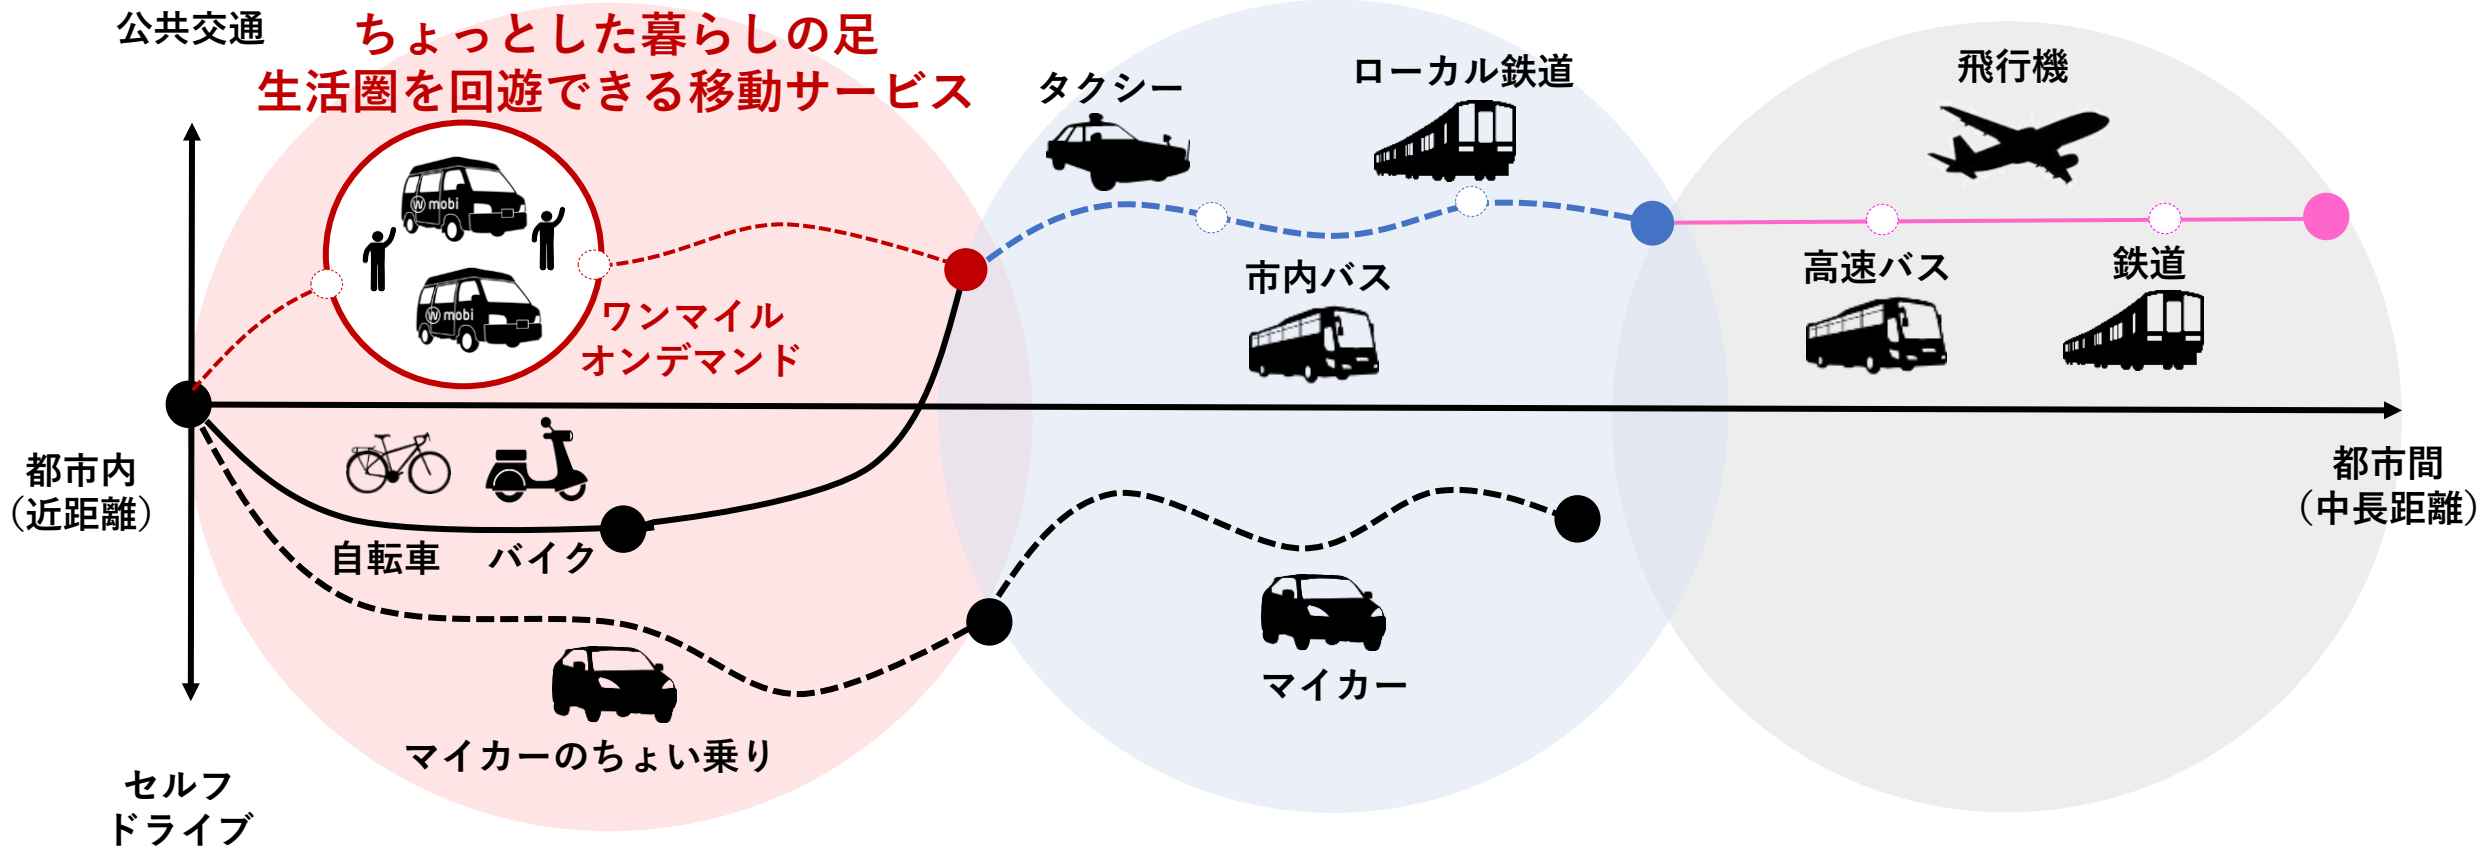 公共交通
ちょっとした暮らしの足
生活圏を回遊できる移動サービス
mobi
mobi
ワンマイル
オンデマンド
タクシー
ローカル鉄道
市内バス
飛行機
高速バス
鉄道
都市内
（近距離）
都市間
（中長距離）
自転車
バイク
マイカーのちょい乗り
マイカー
セルフ
ドライブ